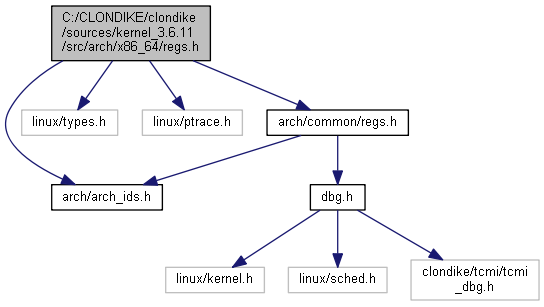 C:/CLONDIKE/clondike
/sources/kernel_3.6.11
/src/arch/x86_64/regs.h
linux/types.h
linux/ptrace.h
arch/common/regs.h
arch/arch_ids.h
dbg.h
linux/kernel.h
linux/sched.h
clondike/tcmi/tcmi
_dbg.h